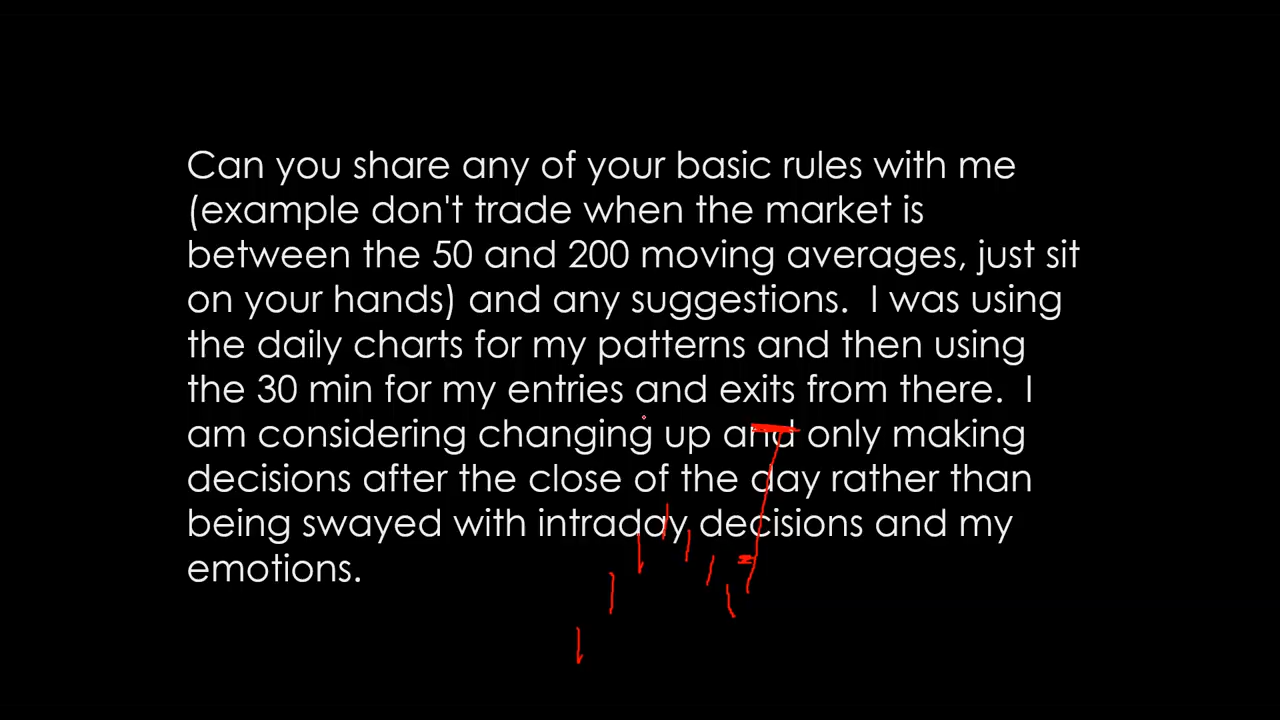 Can you share any of your basic rules with me
(example don't trade when the market is
between the 50 and 200 moving averages, just sit
on your hands) and any suggestions.  I was using
the daily charts for my patterns and then using
the 30 min for my entries and exits from there.  I
am considering changing up and only making
decisions after the close of the day rather than
being swayed with intraday decisions and my
emotions.